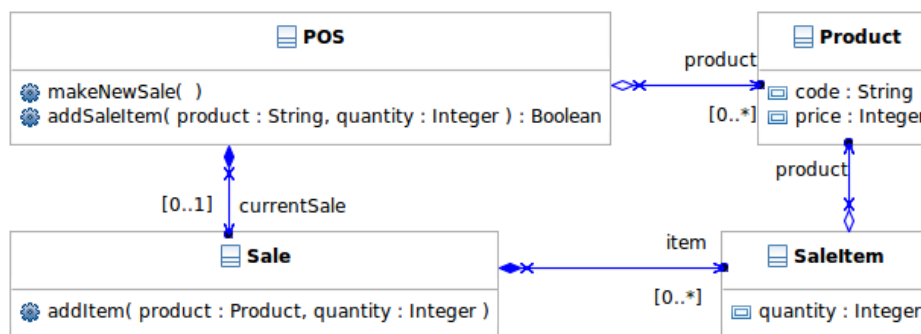 POS
makeNewSale( )
addSaleItem( product : String, quantity : Integer ) : Boolean
product
[0..*]
Product
code : String
price : Integer
product
[0..1]
currentSale
Sale
addItem( product : Product, quantity : Integer )
item
[0..*]
SaleItem
quantity : Integer